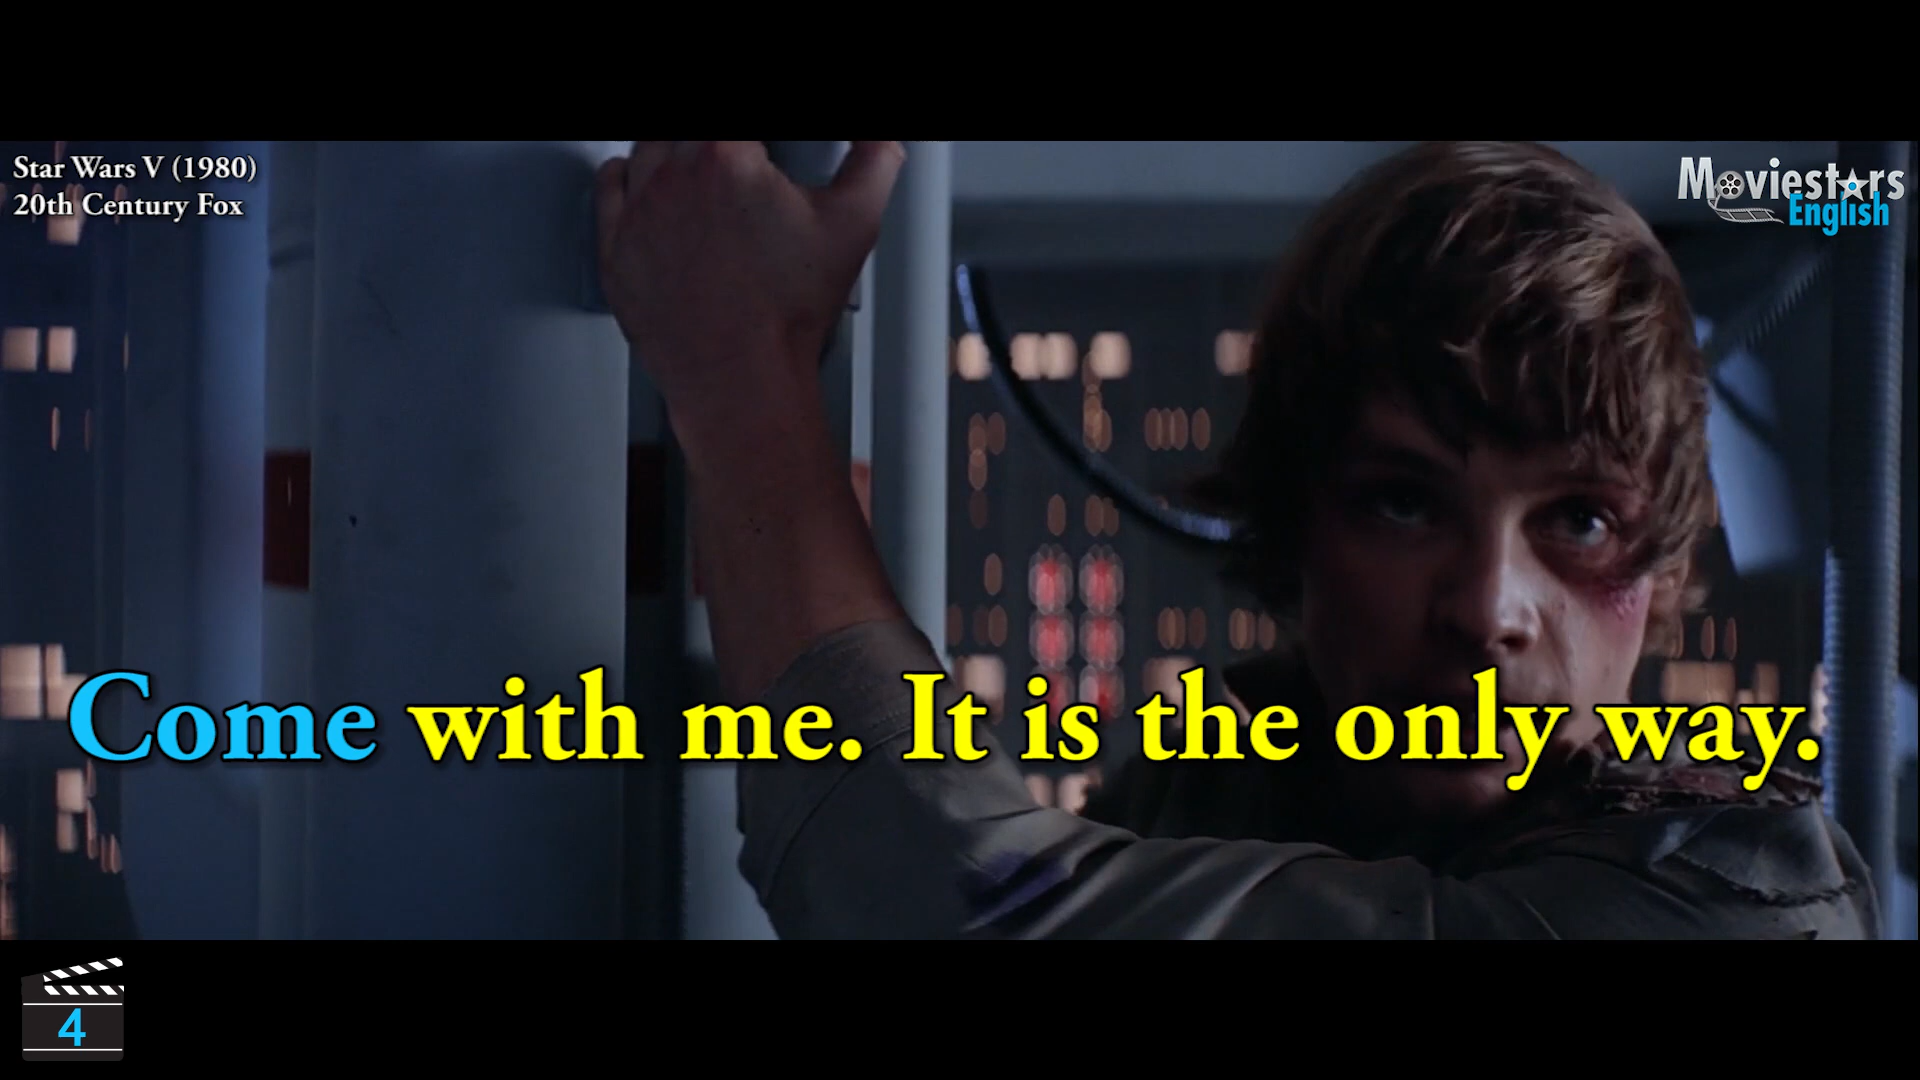 Star Wars V (1980)
20th Century Fox
Moviestars
English
Come with me. It is the only way.
4